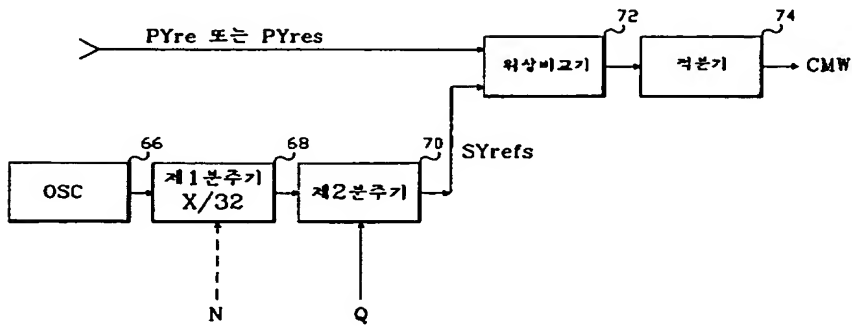 PYre 또는 PYres
72
위상비교기
74
적분기
CMW
SYrefs
66
OSC
68
제1분주기
X/32
70
제2분주기
N
Q